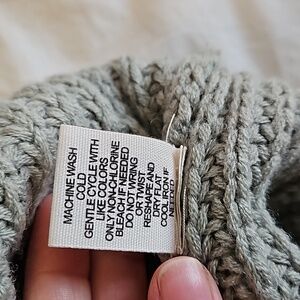 MACHINE WASH
COLD
GENTLE CYCLE WITH
LIKE COLORS
ONLY NON-CHLORINE
BLEACH IF NEEDED
DO NOT WRING
OR TWIST
RESHAPE AND
DRY FLAT
COOL IRON IF
NEEDED